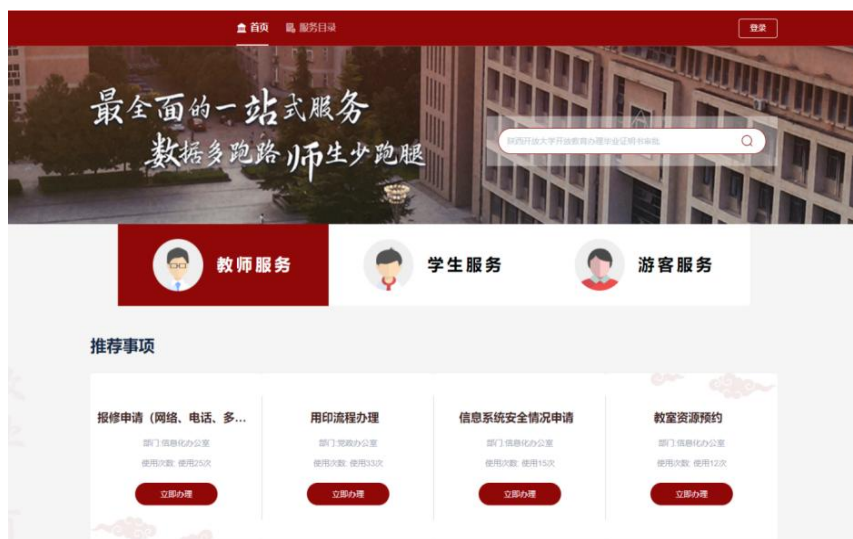 首页 服务目录 登录
最全面的一站式服务
数据多跑路 师生少跑腿
陕西开放大学开放教育办理毕业证明书审批
教师服务 学生服务 游客服务
推荐事项
报修申请（网络、电话、多... 用印流程办理 信息系统安全情况申请 教室资源预约
部门:信息化办公室 部门:党政办公室 部门:信息化办公室 部门:信息化办公室
使用次数: 使用25次 使用次数: 使用33次 使用次数: 使用15次 使用次数: 使用12次
立即办理 立即办理 立即办理 立即办理